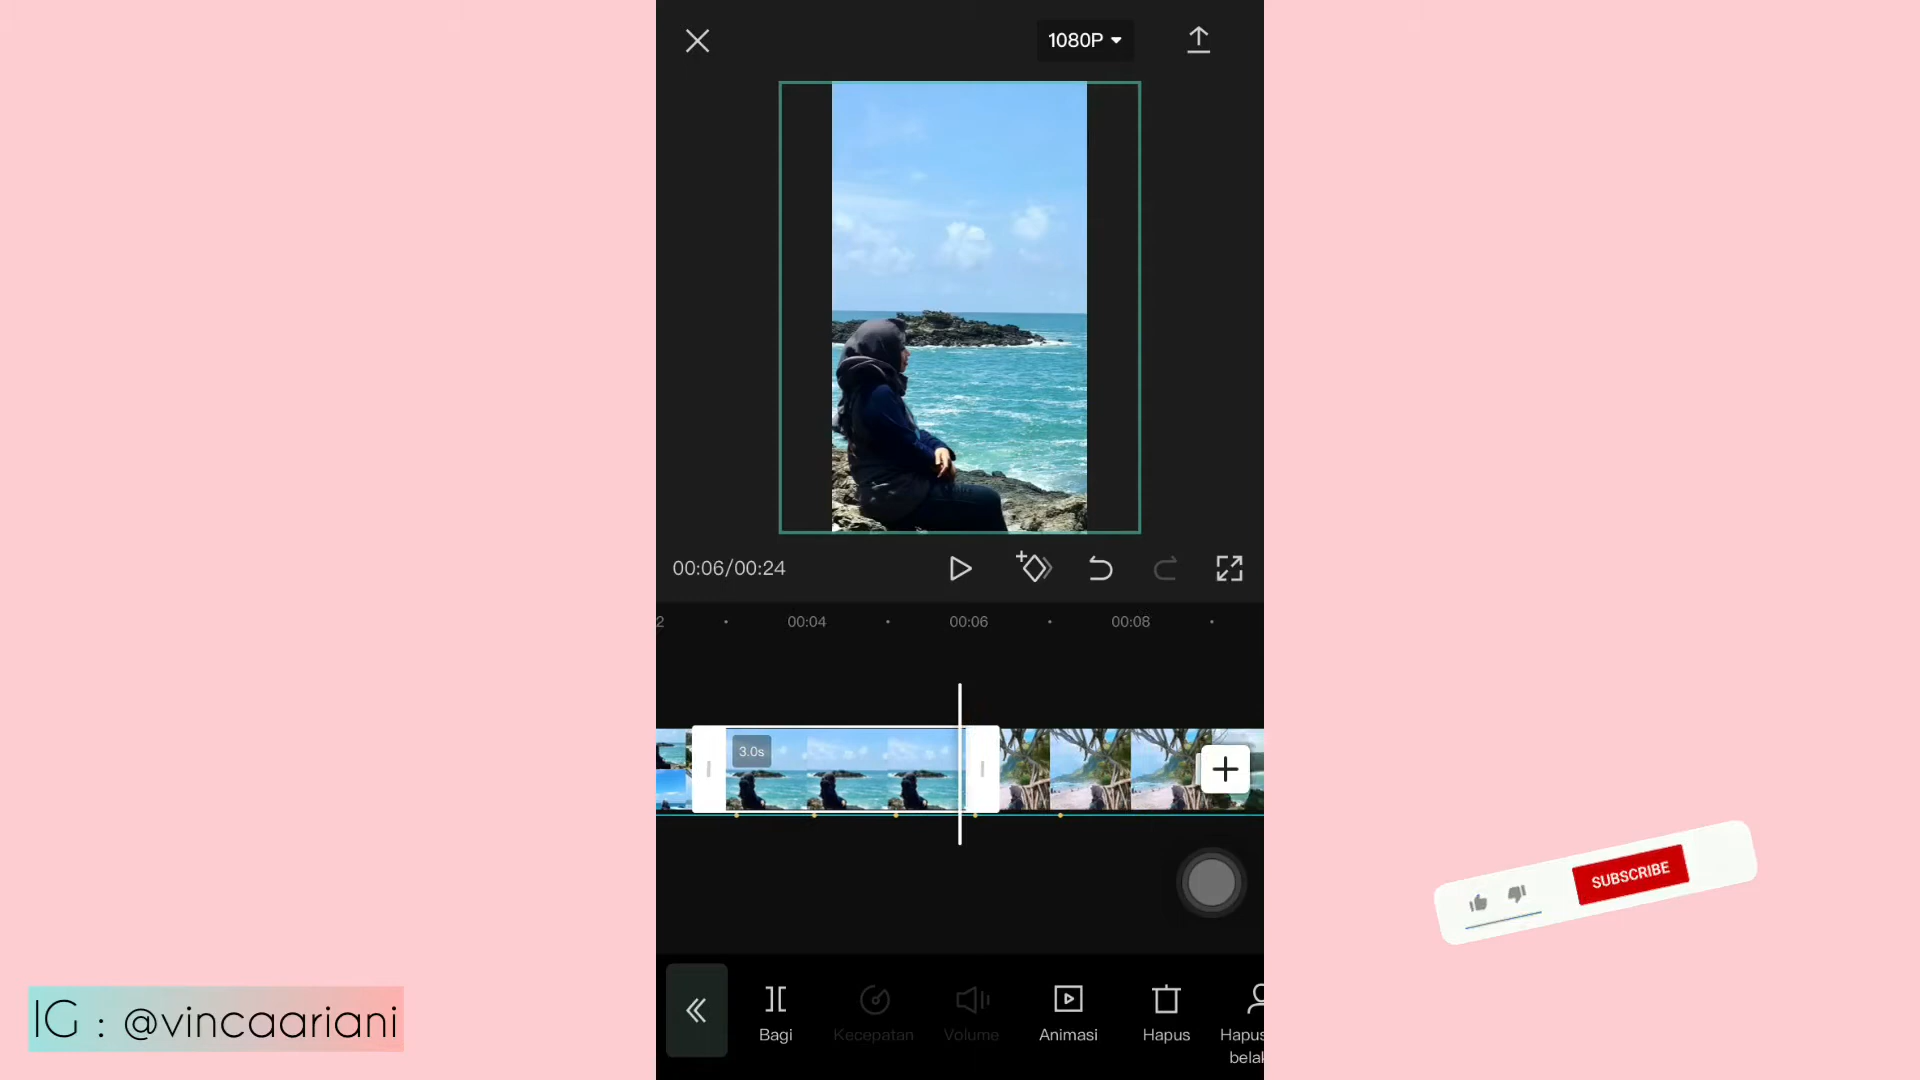 1080P
00:06/00:24
2 00:04 00:06 00:08
3.0s
SUBSCRIBE
Bagi Kecepatan Volume Animasi Hapus Hapus
belak
IG : @vincaariani